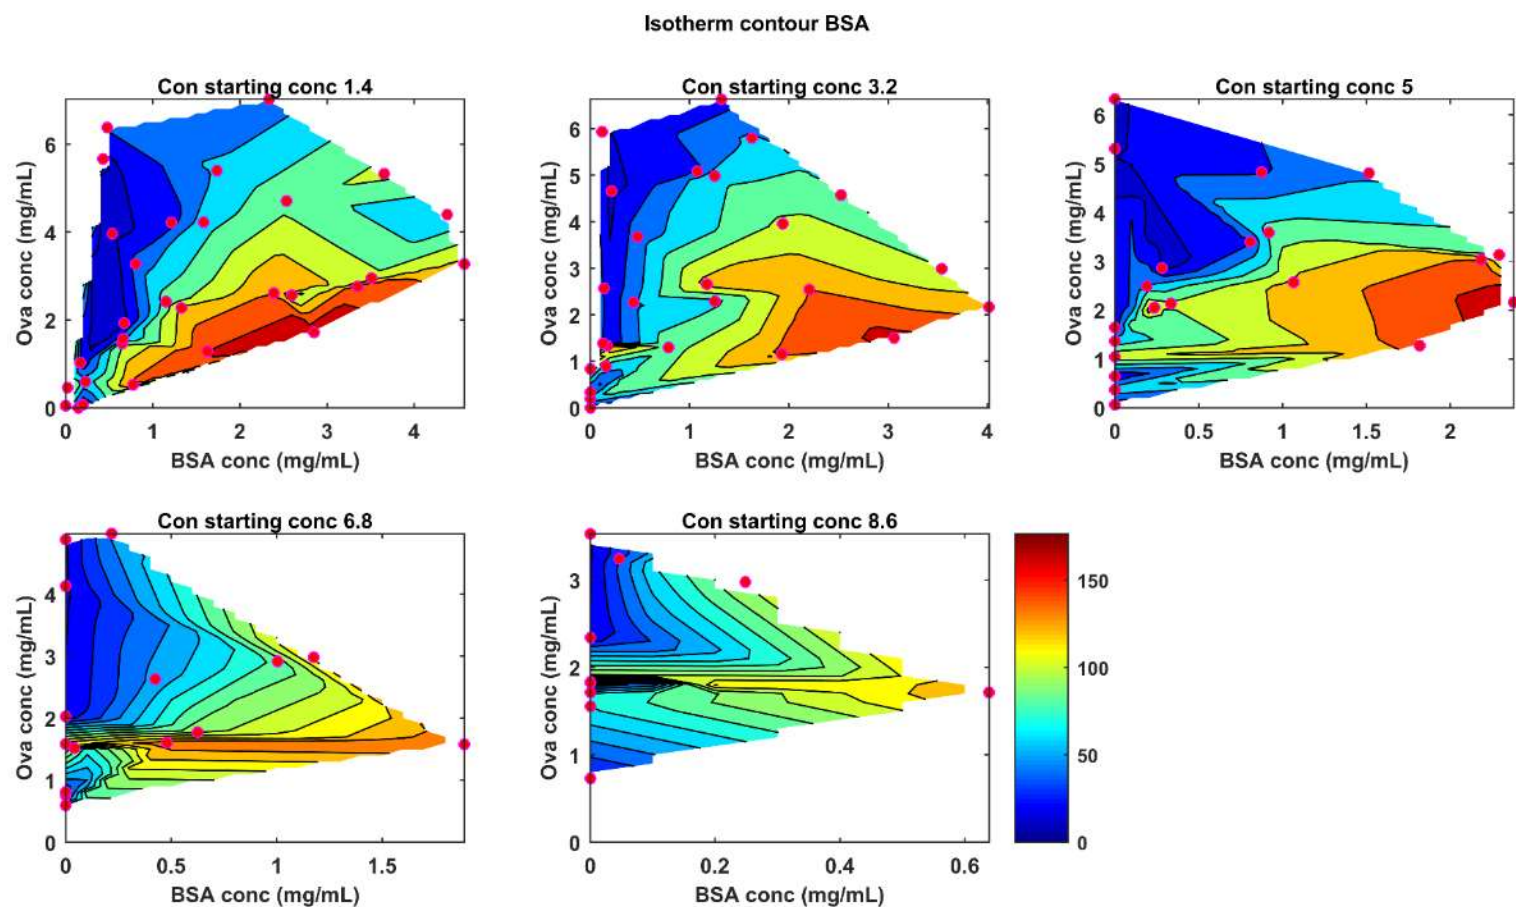 Isotherm contour BSA
Con starting conc 1.4
Ova conc (mg/mL)
6
4
2
0
0 1 2 3 4
BSA conc (mg/mL)
Con starting conc 3.2
Ova conc (mg/mL)
6
5
4
3
2
1
0
0 1 2 3 4
BSA conc (mg/mL)
Con starting conc 5
Ova conc (mg/mL)
6
5
4
3
2
1
0
0 0.5 1 1.5 2
BSA conc (mg/mL)
Con starting conc 6.8
Ova conc (mg/mL)
4
3
2
1
0
0 0.5 1 1.5
BSA conc (mg/mL)
Con starting conc 8.6
Ova conc (mg/mL)
3
2
1
0
0 0.2 0.4 0.6
BSA conc (mg/mL)
150
100
50
0